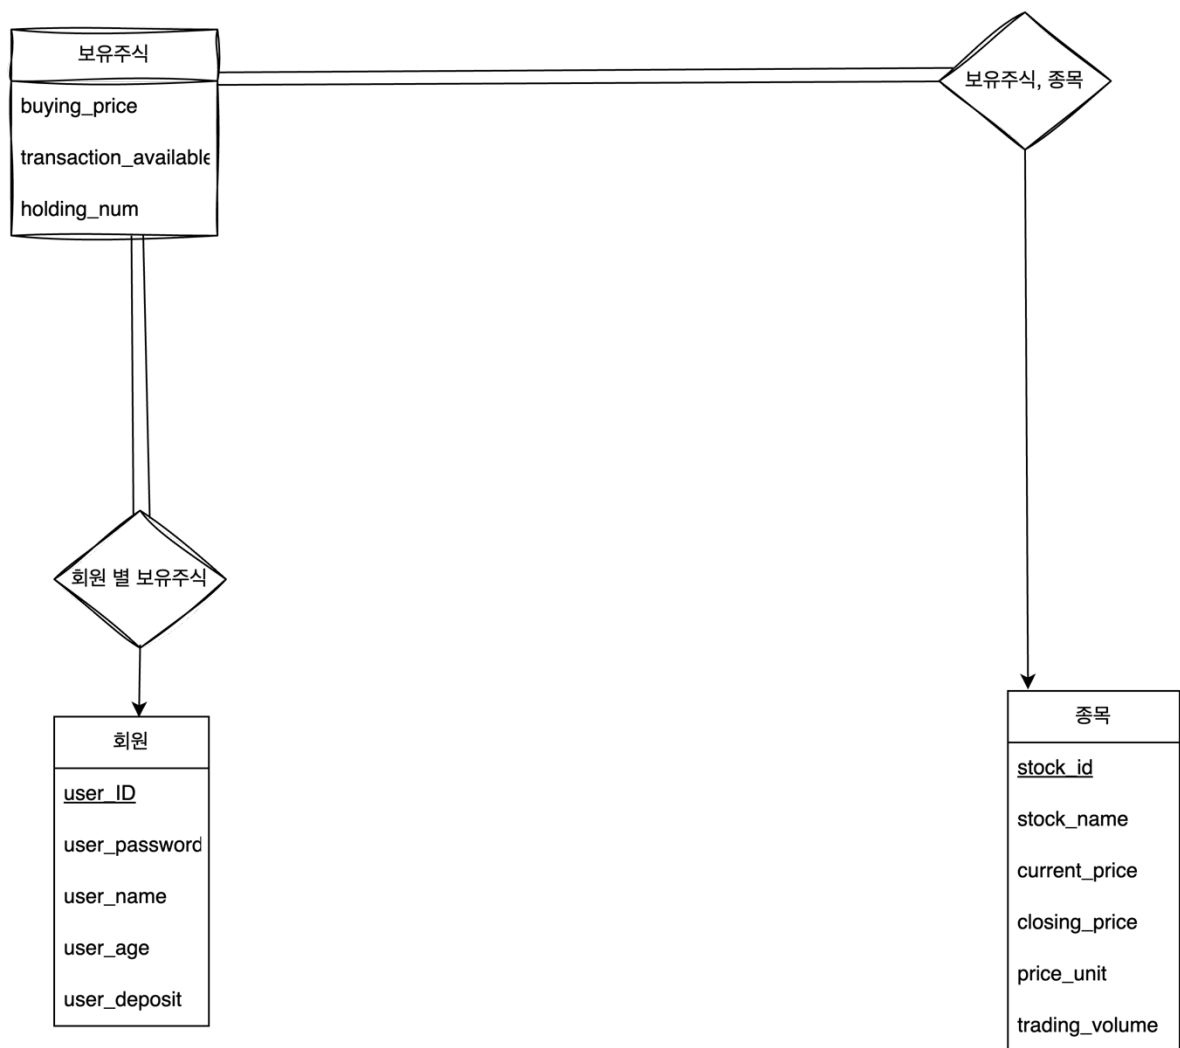 보유주식
buying_price
transaction_available
holding_num
보유주식, 종목
회원 별 보유주식
회원
user_ID
user_password
user_name
user_age
user_deposit
종목
stock_id
stock_name
current_price
closing_price
price_unit
trading_volume